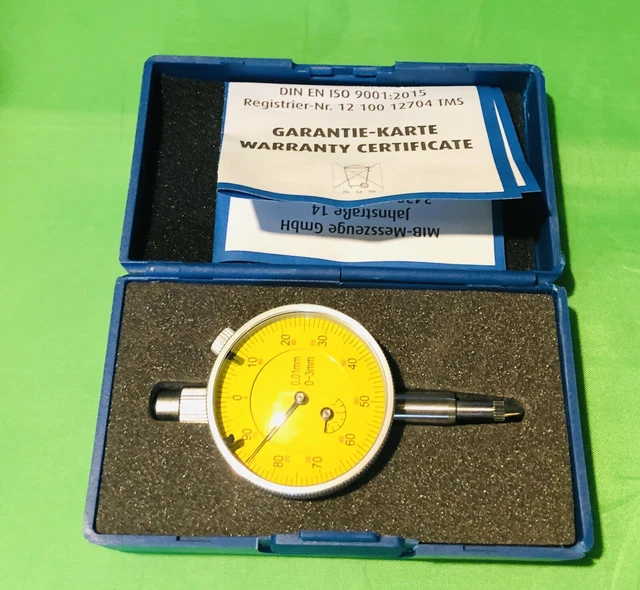 DIN EN ISO 9001:2015
Registrier-Nr. 12 100 12704 TMS
GARANTIE-KARTE
WARRANTY CERTIFICATE
MIB-Messzeuge GmbH
Jahnstraße 14
0.01mm
0-3mm
0
10
20
30
40
50
60
70
80
90